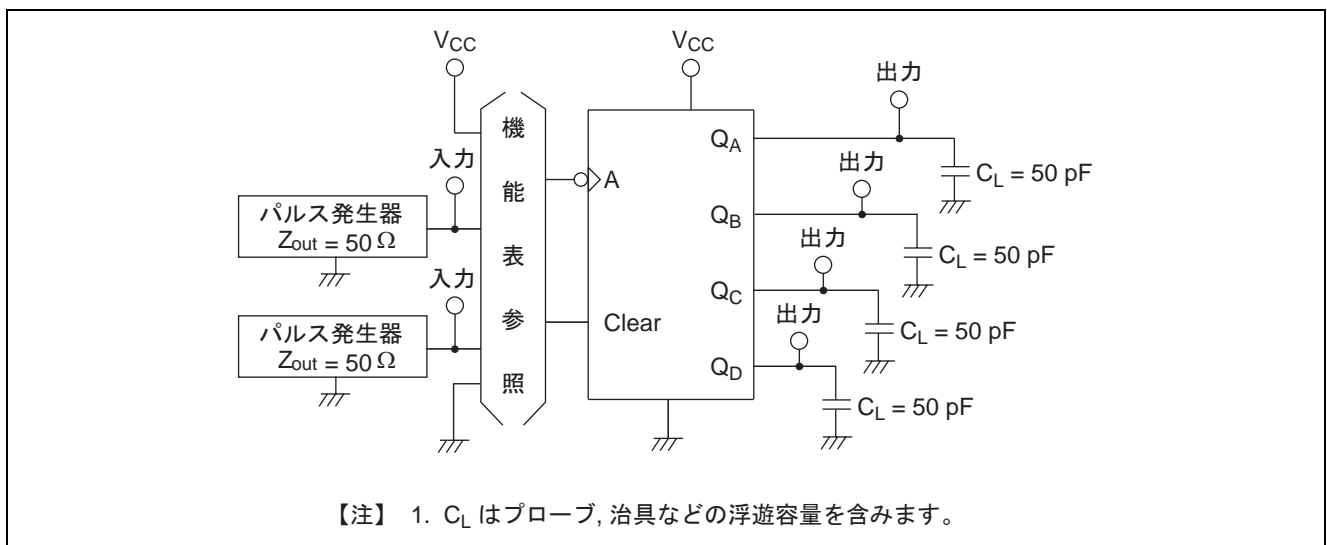 VCC
VCC
出力
機能表参照
入力
パルス発生器
Zout = 50 Ω
入力
パルス発生器
Zout = 50 Ω
A
Clear
QA
QB
QC
QD
CL = 50 pF
出力
CL = 50 pF
出力
CL = 50 pF
出力
CL = 50 pF
【注】 1. CL はプローブ, 治具などの浮遊容量を含みます。